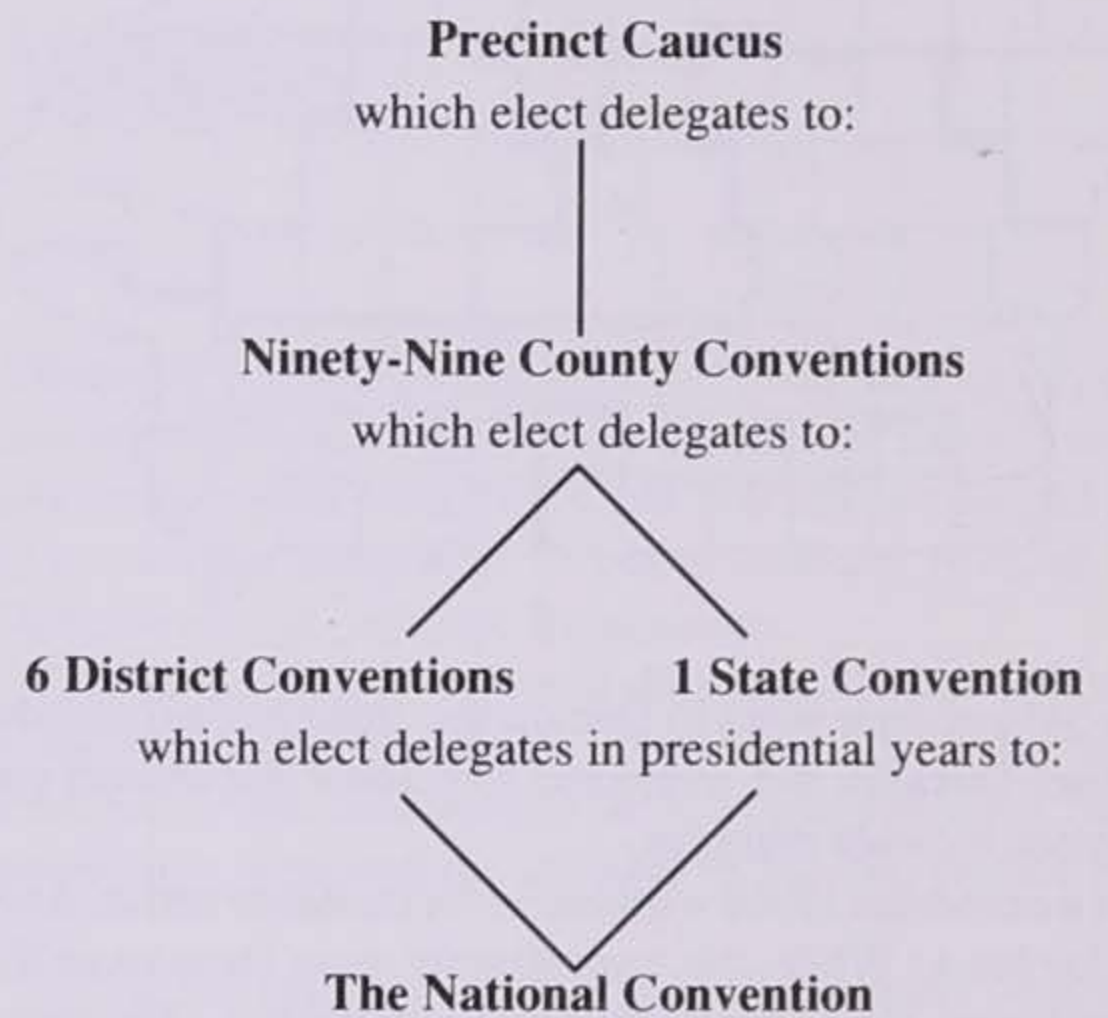 Precinct Caucus
which elect delegates to:
Ninety-Nine County Conventions
which elect delegates to:
6 District Conventions 1 State Convention
which elect delegates in presidential years to:
The National Convention